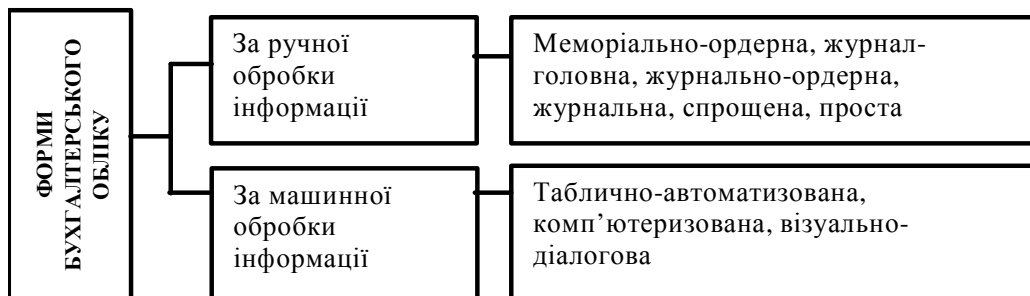 ФОРМИ
БУХГАЛТЕРСЬКОГО
ОБЛІКУ
За ручної
обробки
інформації
Меморіально-ордерна, журнал-
головна, журнально-ордерна,
журнальна, спрощена, проста
За машинної
обробки
інформації
Таблично-автоматизована,
комп’ютеризована, візуально-
діалогова